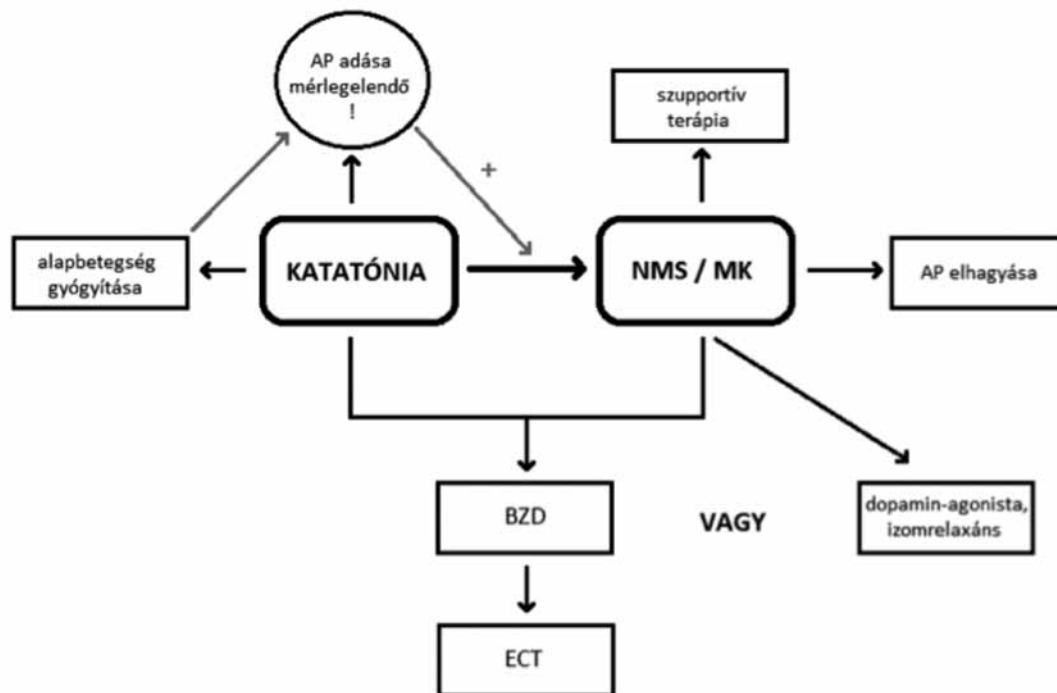 AP adása
mérlegelendő
!
szupportív
terápia
+
alapbetegség
gyógyítása
KATATÓNIA
NMS / MK
AP elhagyása
BZD
VAGY
dopamin-agonista,
izomrelaxáns
ECT